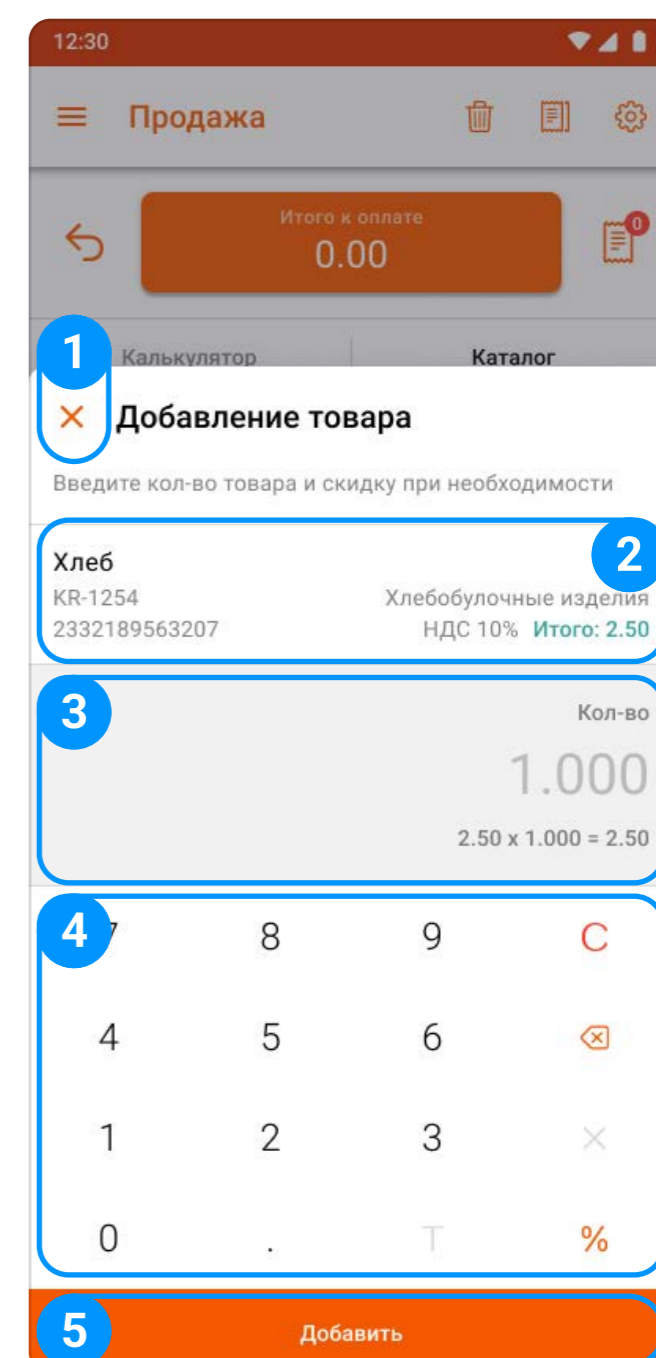 12:30
Продажа
Итого к оплате
0.00
0
1
Калькулятор Каталог
Добавление товара
Введите кол-во товара и скидку при необходимости
2
Хлеб
KR-1254 Хлебобулочные изделия
2332189563207 НДС 10% Итого: 2.50
3
Кол-во
1.000
2.50 x 1.000 = 2.50
4
7 8 9 C
4 5 6
1 2 3 ×
0 . T %
5
Добавить